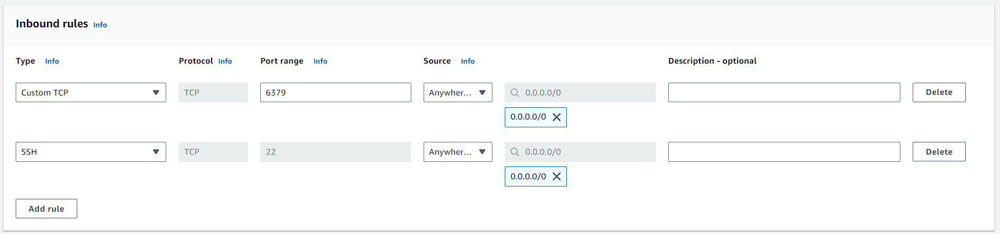 Inbound rules Info
Type Info Protocol Info Port range Info Source Info Description - optional
Custom TCP TCP 6379 Anywher... 0.0.0.0/0 Delete
0.0.0.0/0
SSH TCP 22 Anywher... 0.0.0.0/0 Delete
0.0.0.0/0
Add rule